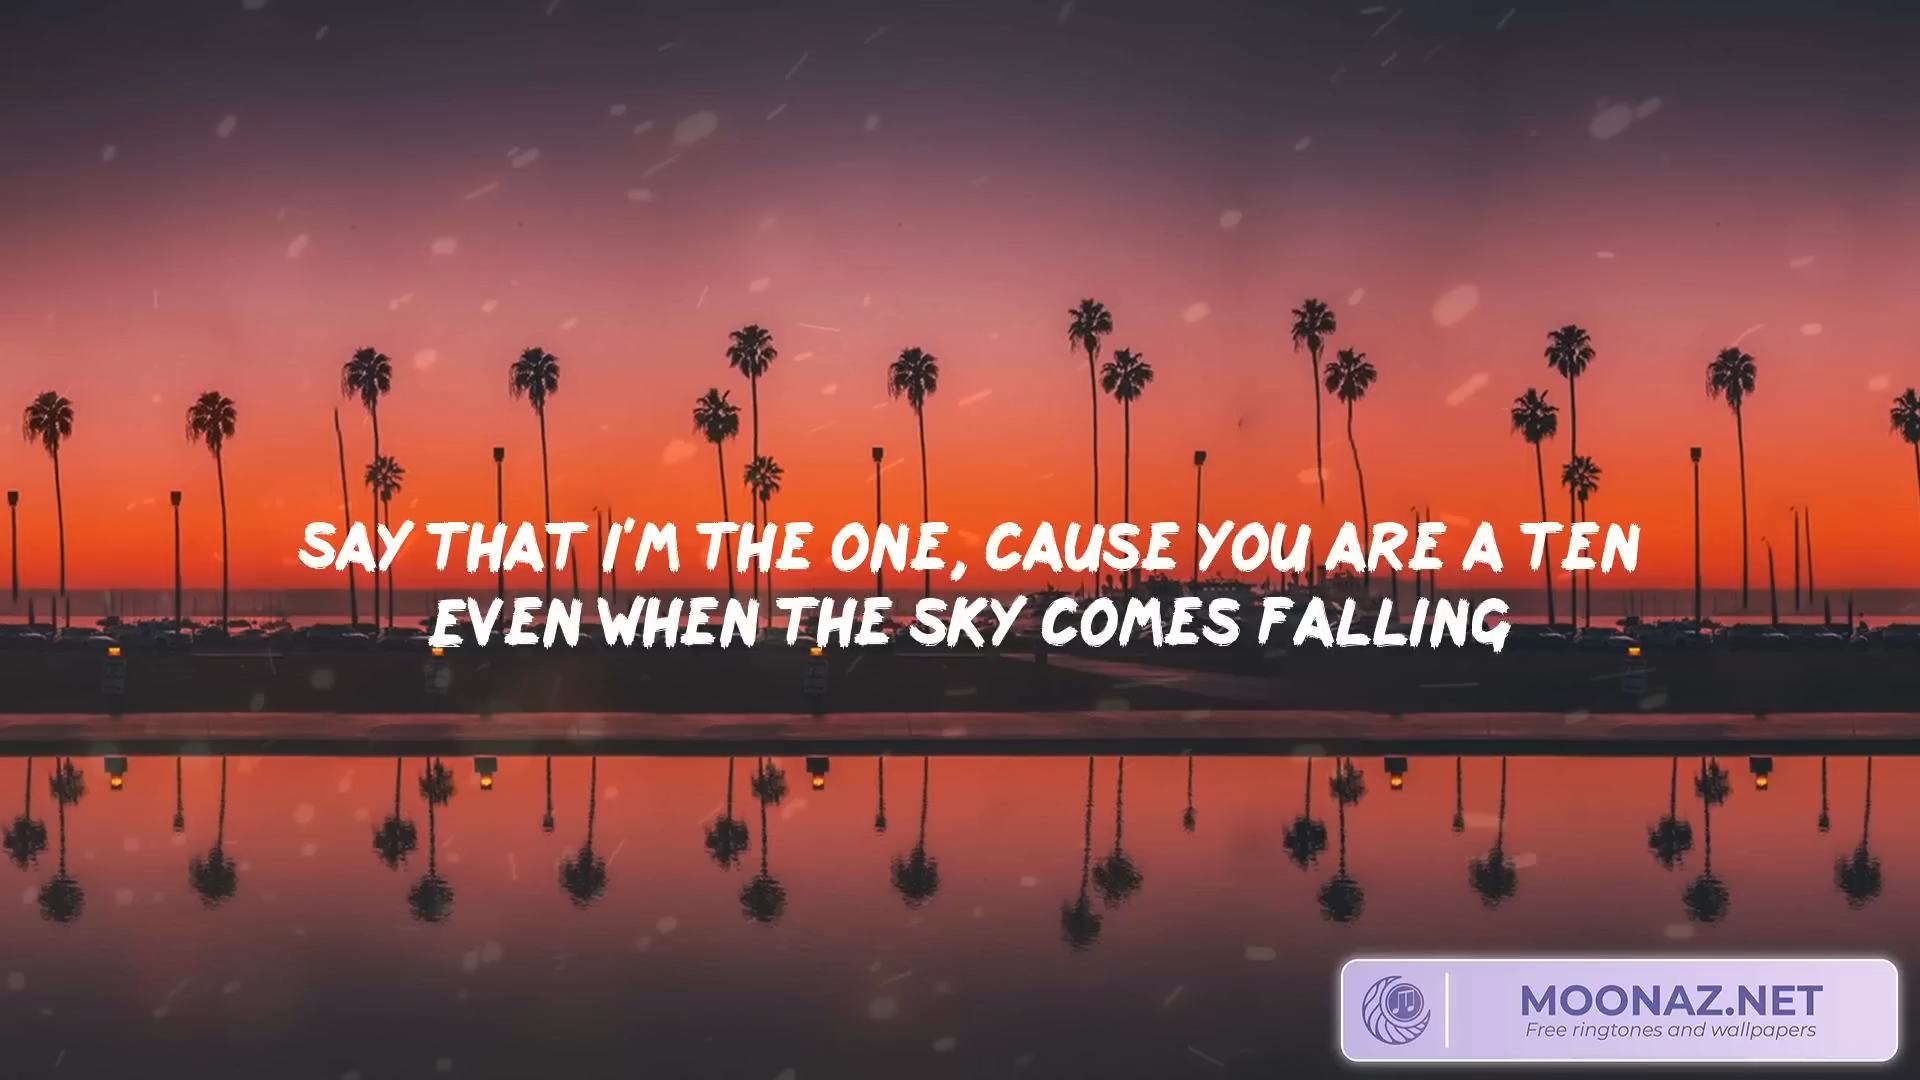 SAY THAT I'M THE ONE, CAUSE YOU ARE A TEN
EVEN WHEN THE SKY COMES FALLING
MOONAZ.NET
Free ringtones and wallpapers